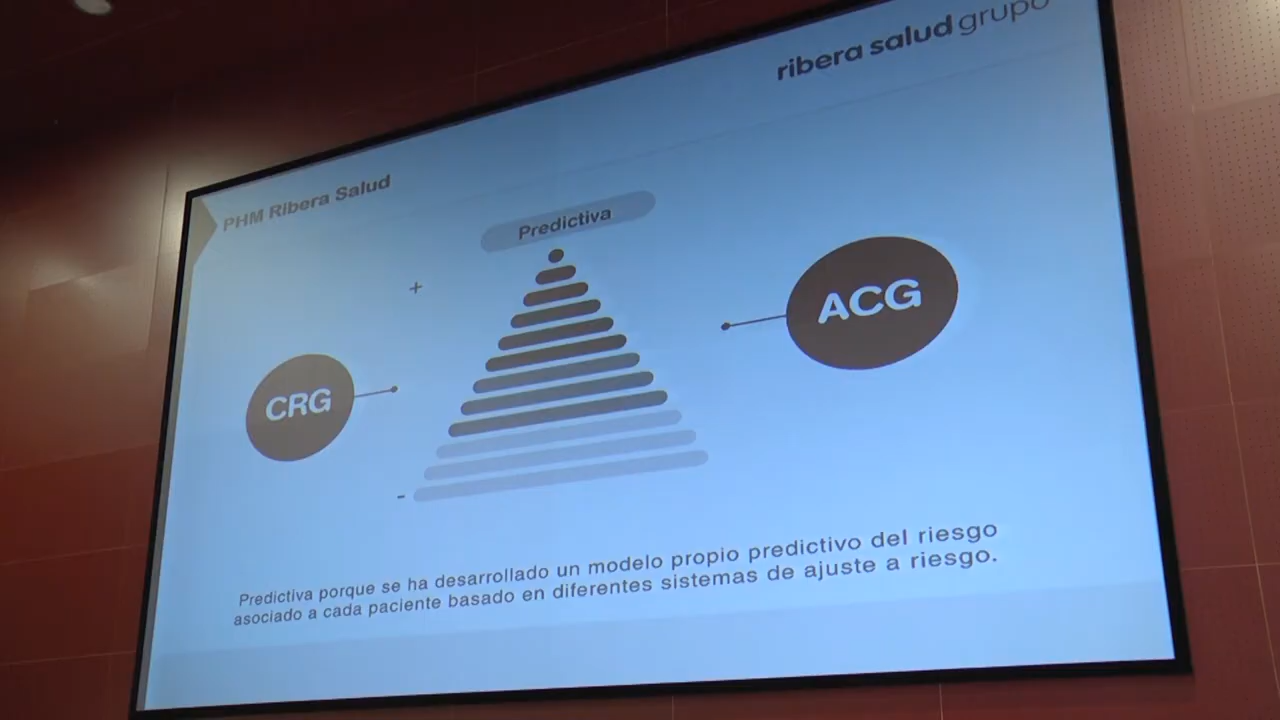 ribera salud grupo
PHM Ribera Salud
Predictiva
+
ACG
CRG
-
Predictiva porque se ha desarrollado un modelo propio predictivo del riesgo
asociado a cada paciente basado en diferentes sistemas de ajuste a riesgo.